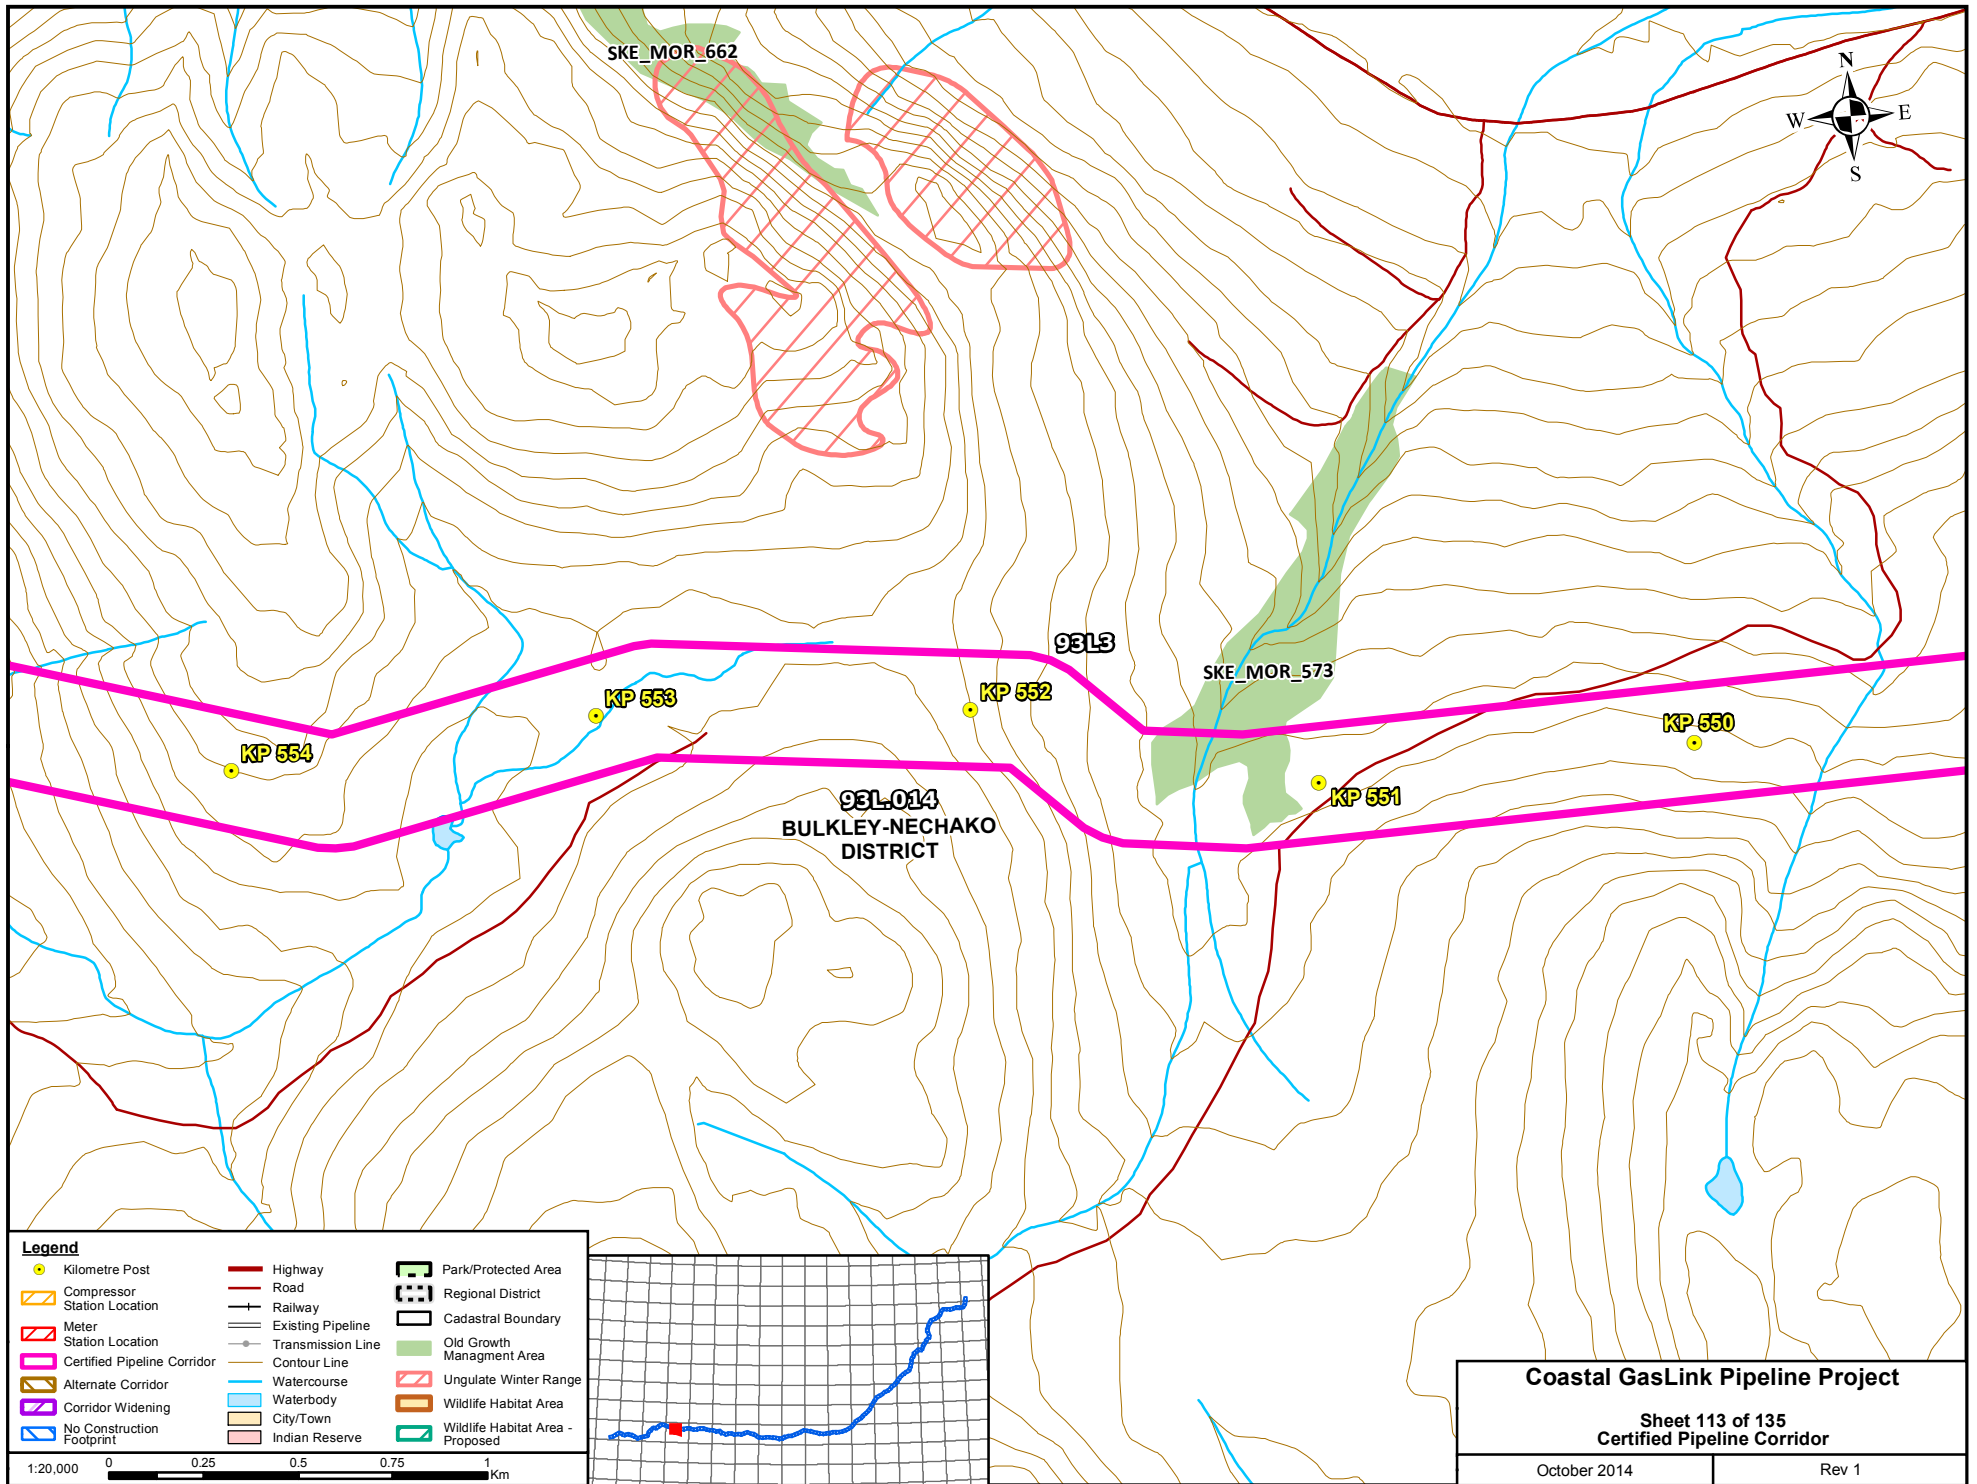 SKE_MOR_662
N
W
E
S
93L3
SKE_MOR_573
KP 552
KP 553
KP 550
KP 554
KP 551
93L.014
BULKLEY-NECHAKO
DISTRICT
Legend
Kilometre Post
Compressor
Station Location
Meter
Station Location
Certified Pipeline Corridor
Alternate Corridor
Corridor Widening
No Construction
Footprint
Highway
Road
Railway
Existing Pipeline
Transmission Line
Contour Line
Watercourse
Waterbody
City/Town
Indian Reserve
Park/Protected Area
Regional District
Cadastral Boundary
Old Growth
Managment Area
Ungulate Winter Range
Wildlife Habitat Area
Wildlife Habitat Area -
Proposed
1:20,000
0 0.25 0.5 0.75 1
Km
Coastal GasLink Pipeline Project
Sheet 113 of 135
Certified Pipeline Corridor
October 2014
Rev 1